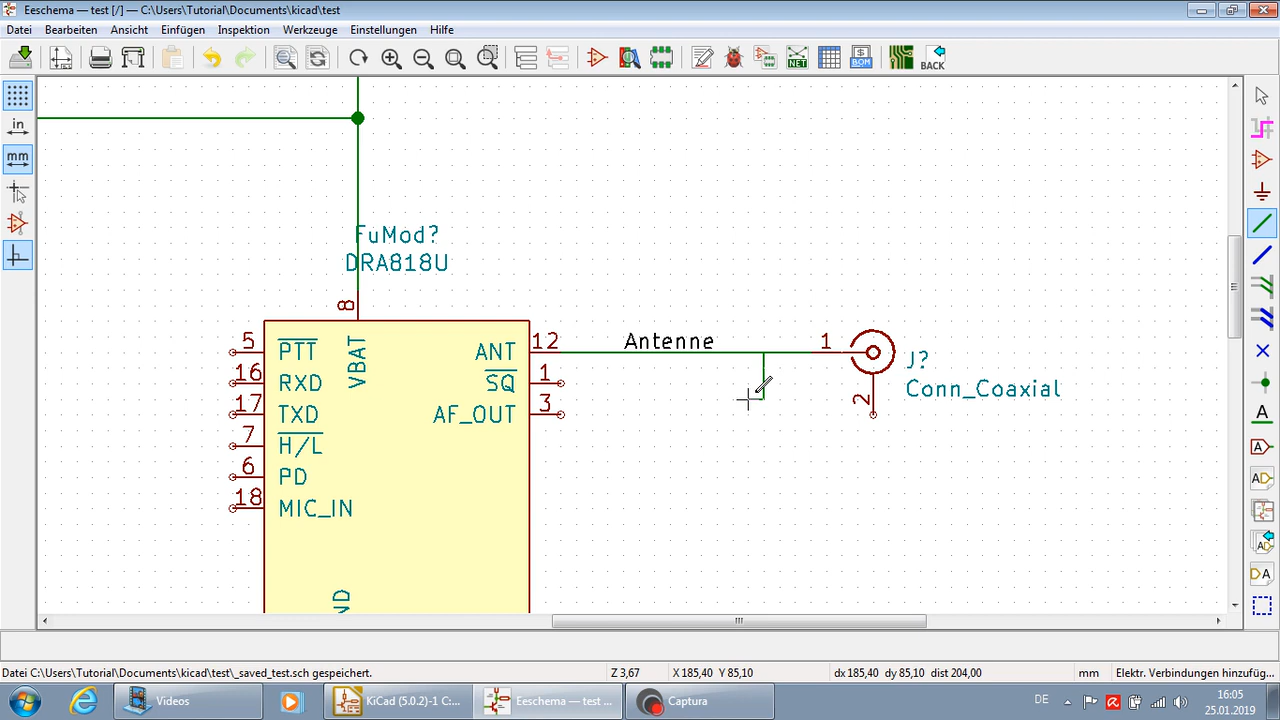 Eeschema — test [/] — C:\Users\Tutorial\Documents\kicad\test
Datei Bearbeiten Ansicht Einfügen Inspektion Werkzeuge Einstellungen Hilfe
NET BOM BACK
in
mm
FuMod?
DRA818U
8
5 PTT VBAT ANT 12 Antenne 1 J?
16 RXD SQ 1 Conn_Coaxial
17 TXD AF_OUT 3 2
7 H/L
6 PD
18 MIC_IN
ND
A
A
A
A
A
Datei C:\Users\Tutorial\Documents\kicad\test\_saved_test.sch gespeichert. Z 3,67 X 185,40 Y 85,10 dx 185,40 dy 85,10 dist 204,00 mm Elektr. Verbindungen hinzufüg...
Videos KiCad (5.0.2)-1 C:... Eeschema — test ... Captura DE 16:05
25.01.2019